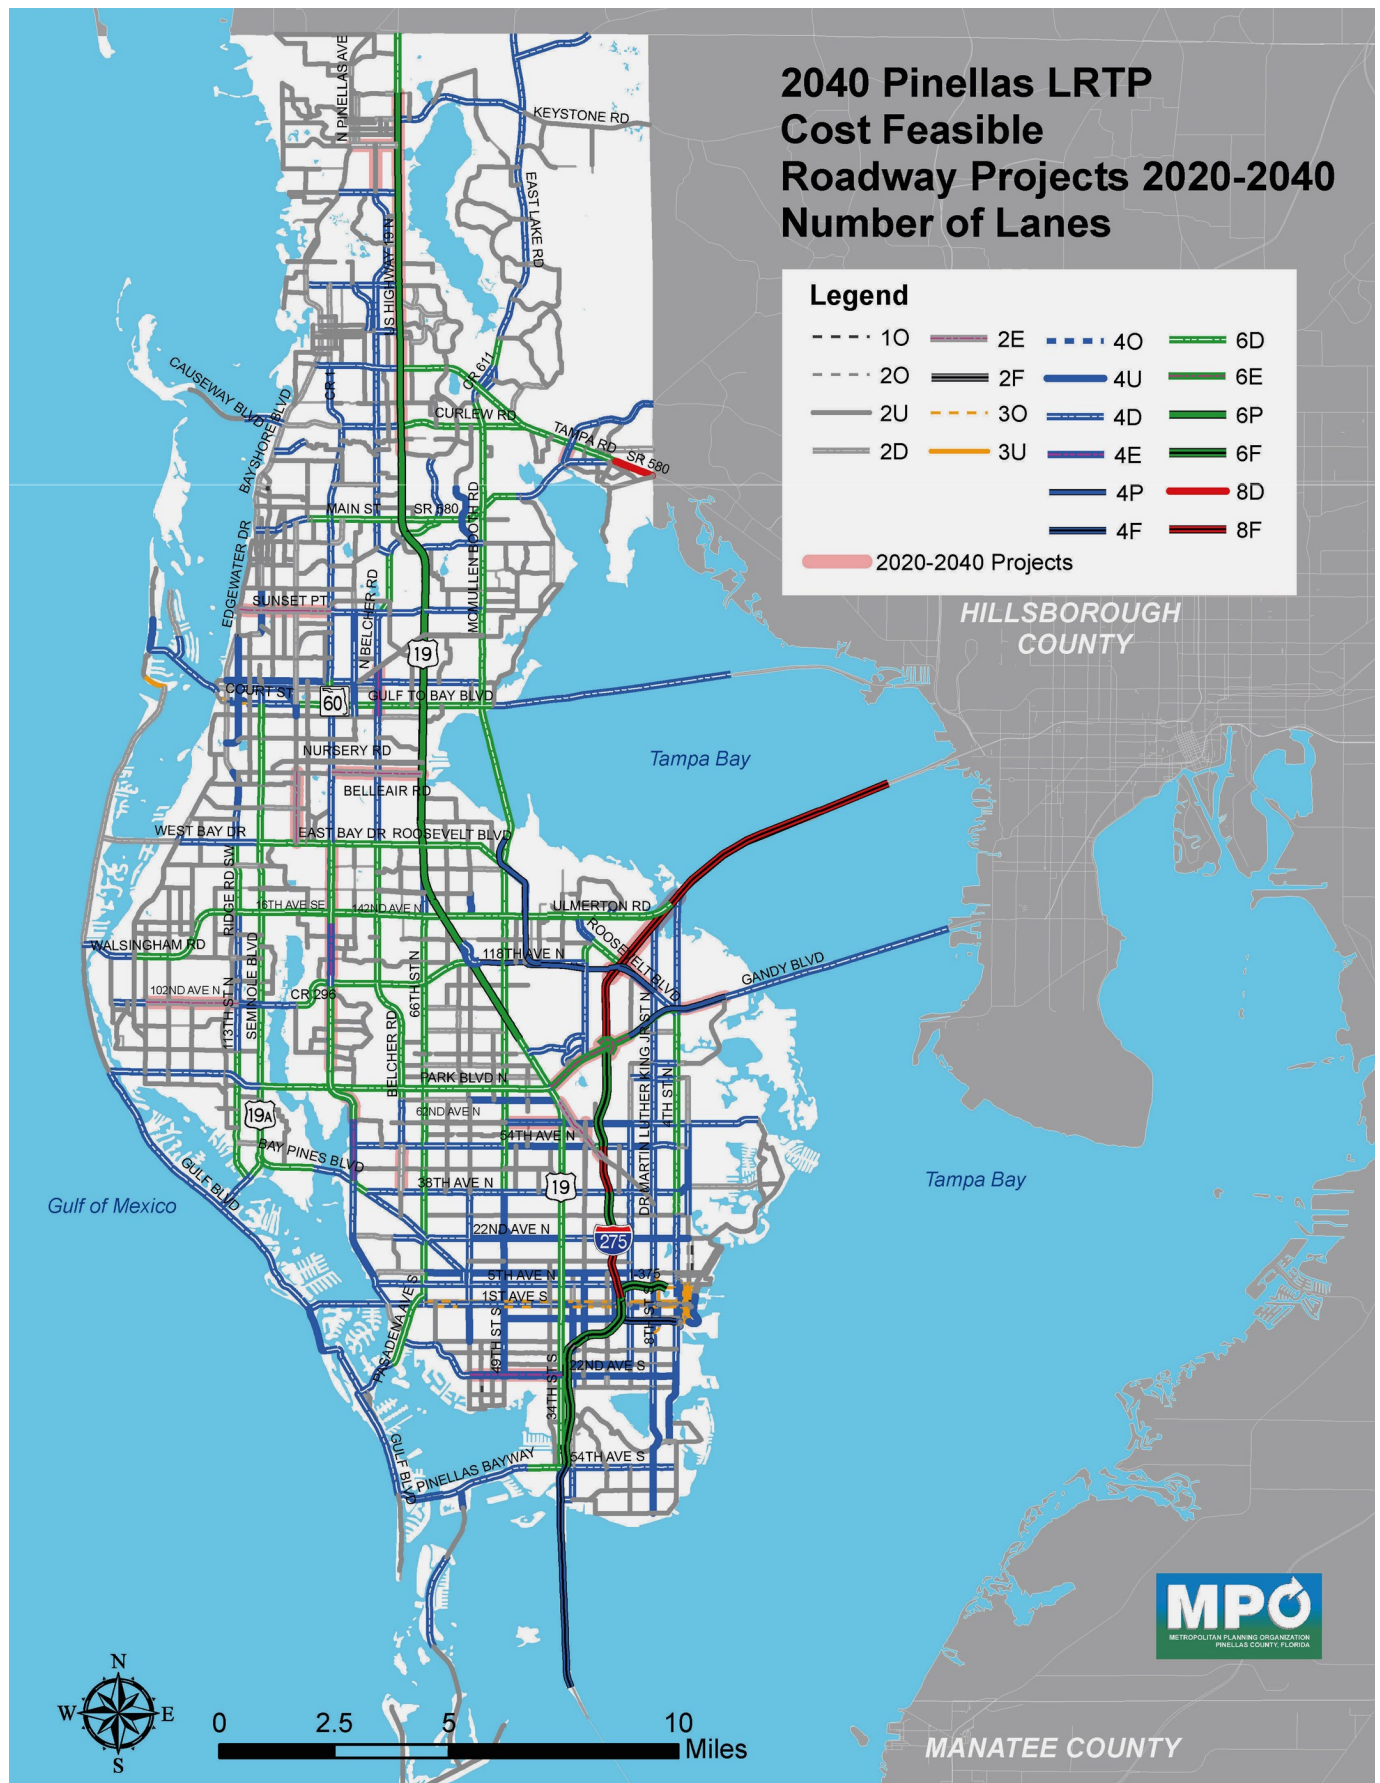 2040 Pinellas LRTP
Cost Feasible
Roadway Projects 2020-2040
Number of Lanes
Legend
1O
2O
2U
2D
2E
2F
3O
3U
4O
4U
4D
4E
4P
4F
6D
6E
6P
6F
8D
8F
2020-2040 Projects
HILLSBOROUGH
COUNTY
N PINELLAS AVE
KEYSTONE RD
EAST LAKE RD
US HIGHWAY 19 N
CR 611
CAUSEWAY BLVD
CR 1
BAYSHORE BLVD
CURLEW RD
TAMPA RD
SR 580
MAIN ST
SR 580
MCMULLEN BOOTH RD
EDGEWATER DR
SUNSET PT
N BELCHER RD
19
COURT ST
60
GULF TO BAY BLVD
NURSERY RD
BELLEAIR RD
Tampa Bay
WEST BAY DR
EAST BAY DR
ROOSEVELT BLVD
RIDGE RD SW
16TH AVE SE
142ND AVE N
ULMERTON RD
WALSINGHAM RD
SEMINOLE BLVD
118TH AVE N
ROOSEVELT BLVD
GANDY BLVD
66TH ST N
102ND AVE N
CR 296
113TH ST N
BELCHER RD
DR MARTIN LUTHER KING JR ST N
4TH ST N
PARK BLVD N
19A
62ND AVE N
54TH AVE N
BAY PINES BLVD
38TH AVE N
19
GULF BLVD
Gulf of Mexico
Tampa Bay
22ND AVE N
275
5TH AVE N
I-375
1ST AVE S
PASADENA AVE S
49TH ST S
8TH ST S
22ND AVE S
34TH ST S
GULF BLVD
PINELLAS BAYWAY
54TH AVE S
MPO
METROPOLITAN PLANNING ORGANIZATION
PINELLAS COUNTY, FLORIDA
N
W
E
S
0
2.5
5
10
Miles
MANATEE COUNTY